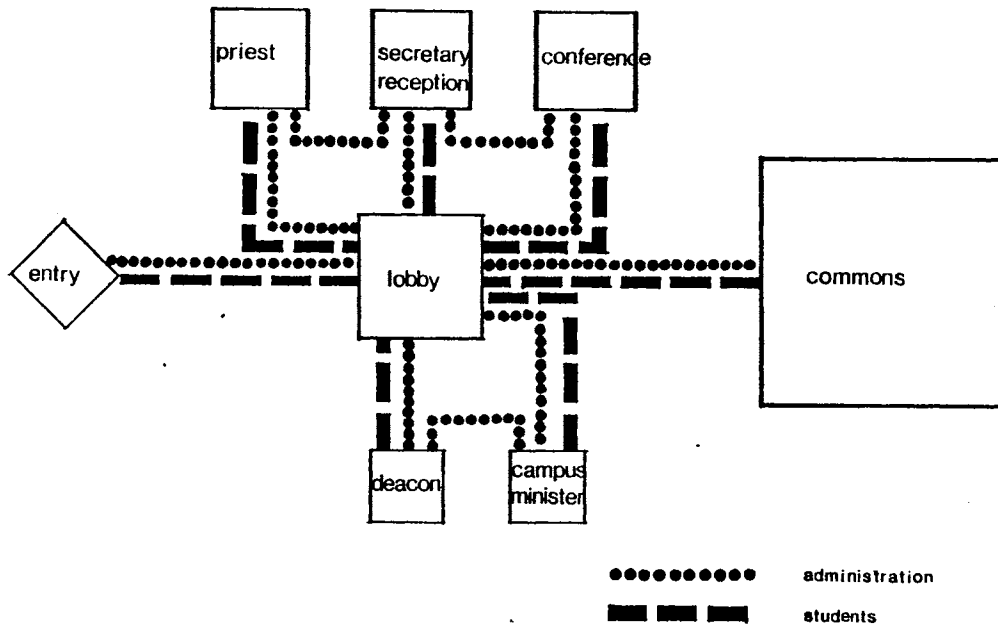 priest
secretary
reception
conference
entry
lobby
commons
deacon
campus
minister
administration
students